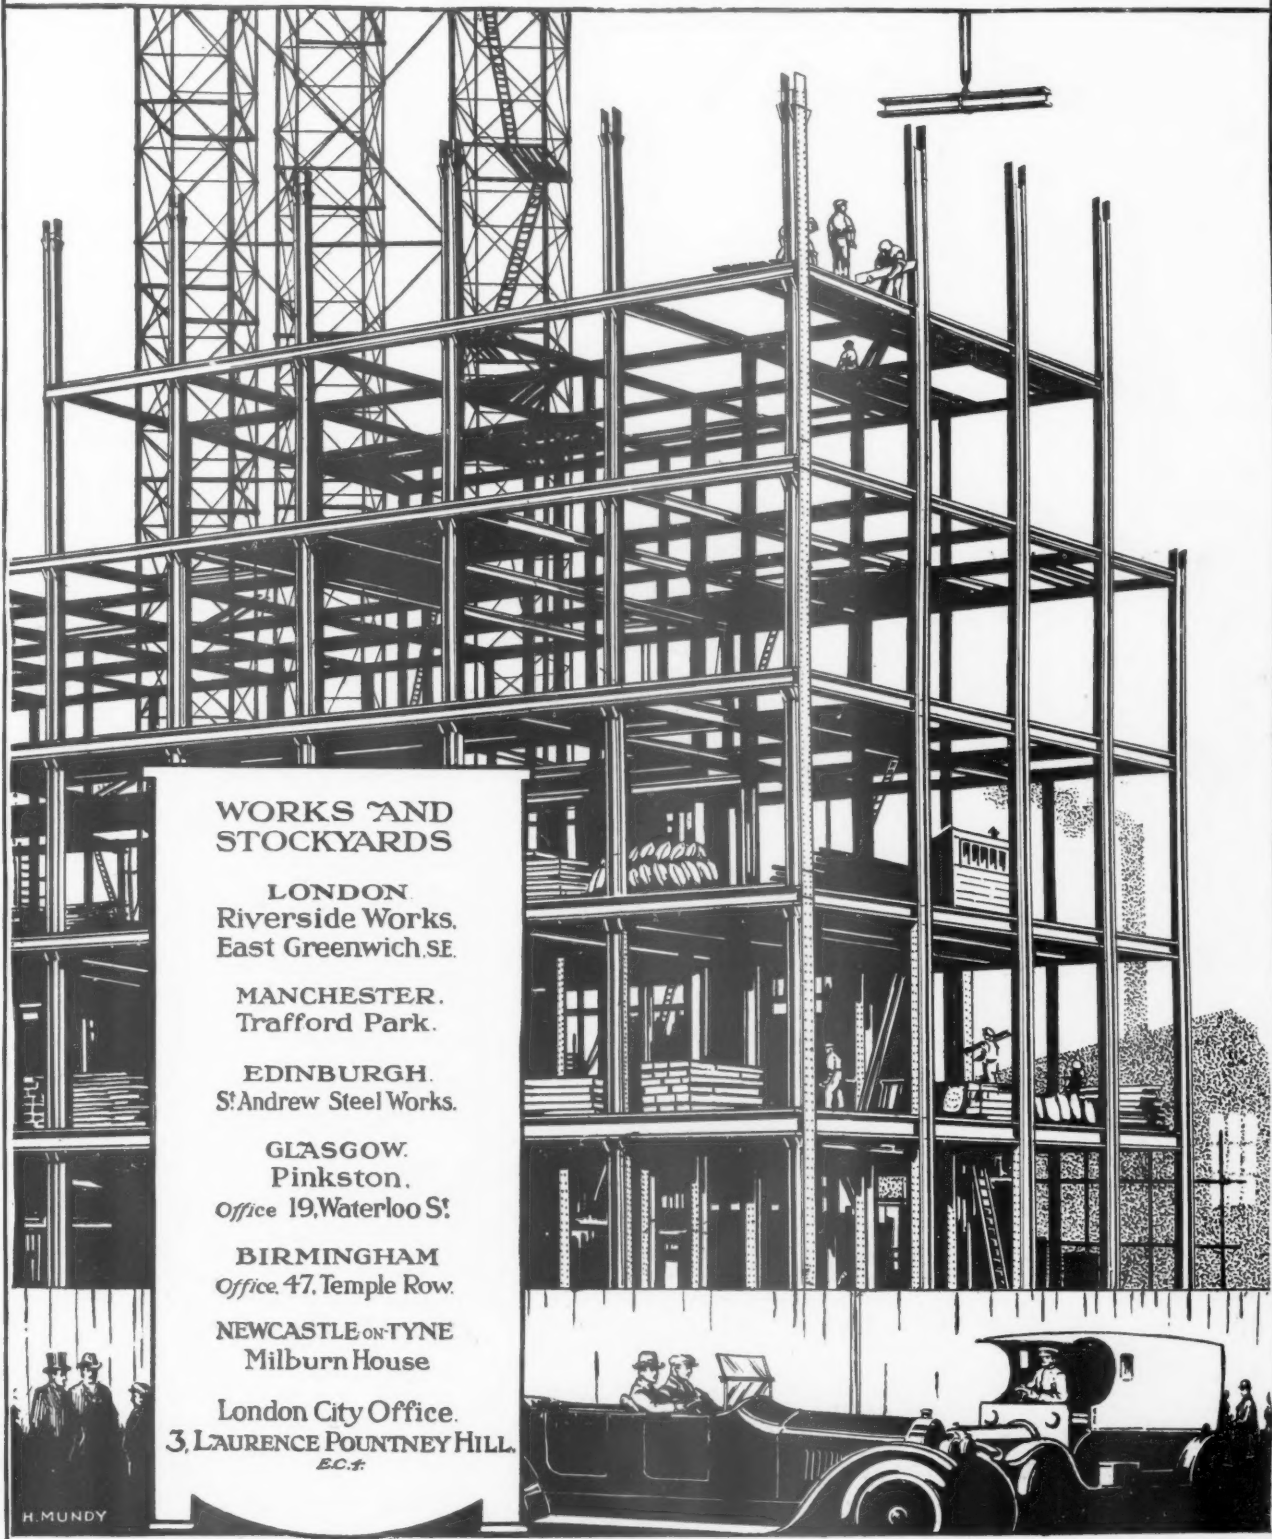 WORKS AND
STOCKYARDS
LONDON.
Riverside Works,
East Greenwich, S.E.
MANCHESTER.
Trafford Park.
EDINBURGH.
St Andrew Steel Works.
GLASGOW.
Pinkston.
Office 19, Waterloo St.
BIRMINGHAM
Office, 47, Temple Row.
NEWCASTLE-ON-TYNE
Milburn House
London City Office.
3, LAURENCE POUNTNEY HILL,
E.C.4.
H. MUNDY